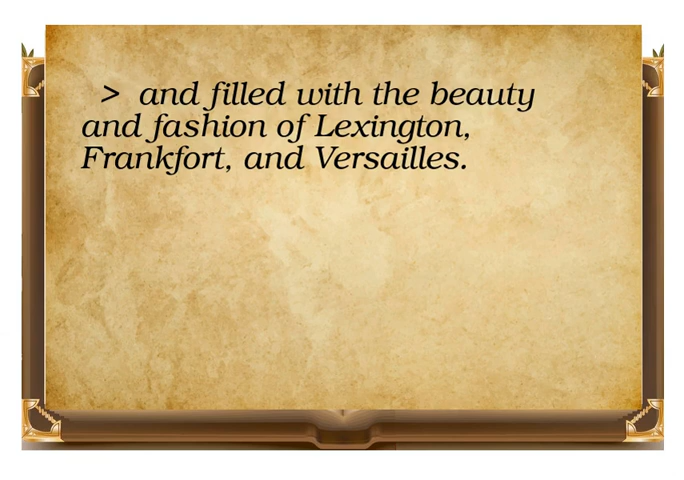 > and filled with the beauty
and fashion of Lexington,
Frankfort, and Versailles.